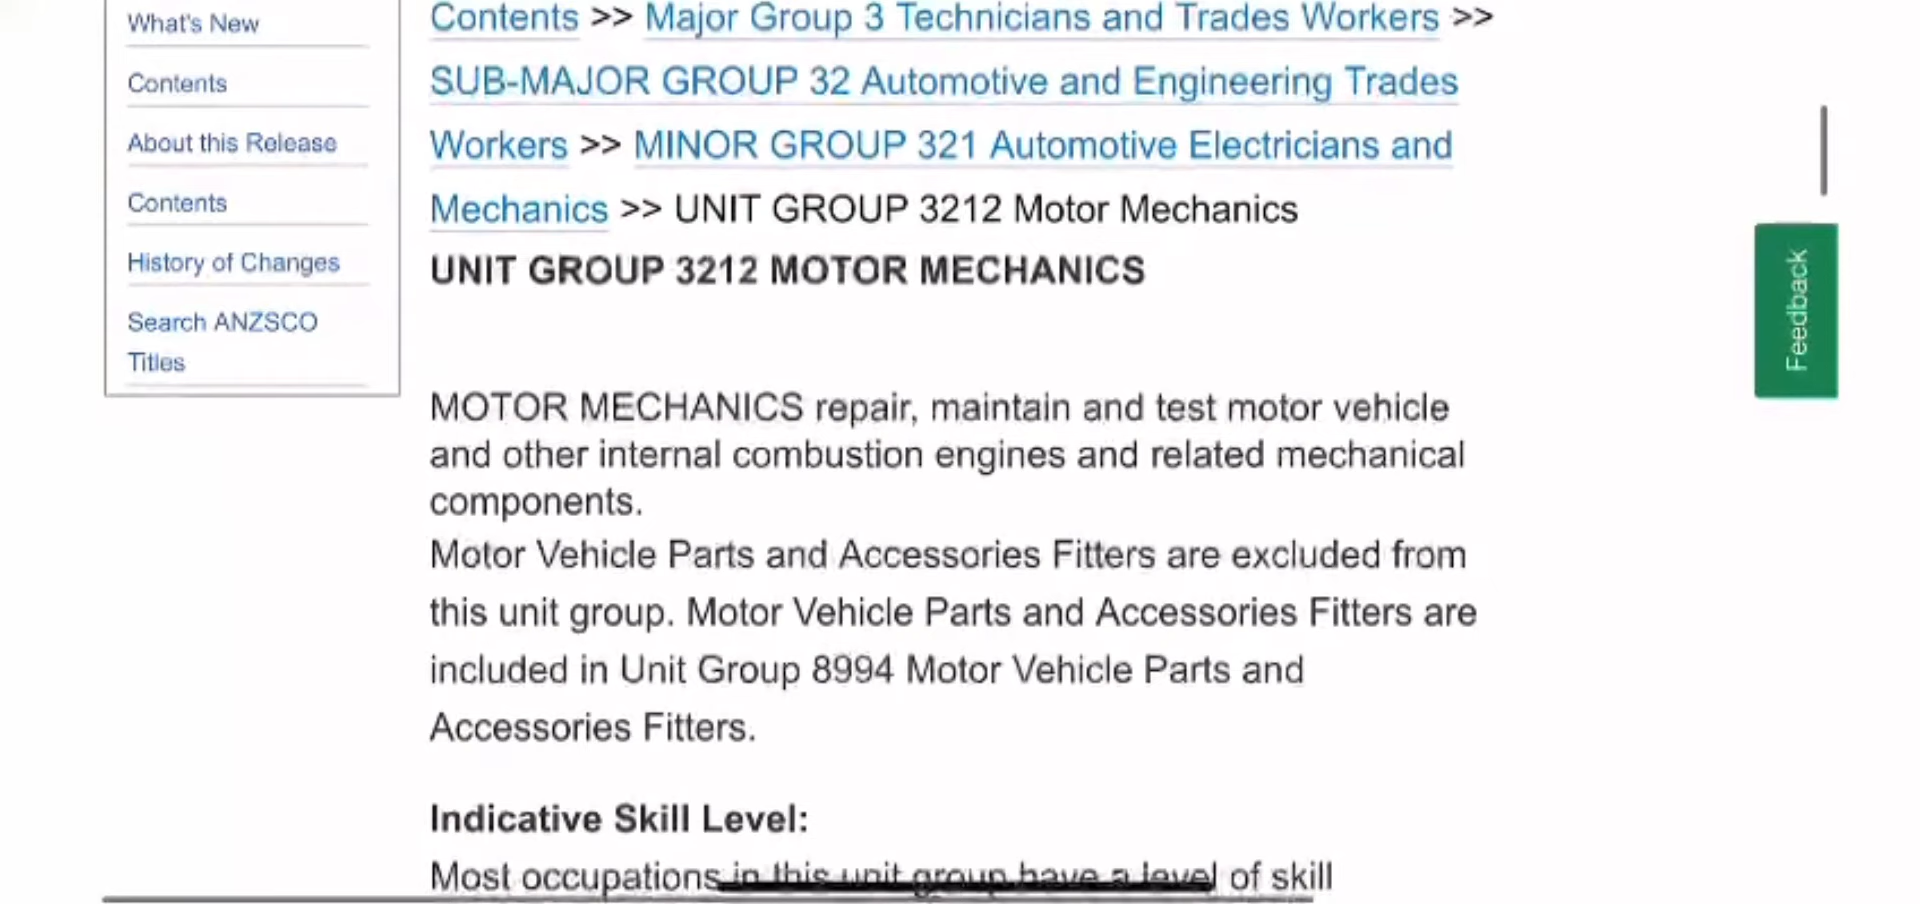 What's New
Contents
About this Release
Contents
History of Changes
Search ANZSCO
Titles
Contents >> Major Group 3 Technicians and Trades Workers >>
SUB-MAJOR GROUP 32 Automotive and Engineering Trades
Workers >> MINOR GROUP 321 Automotive Electricians and
Mechanics >> UNIT GROUP 3212 Motor Mechanics
UNIT GROUP 3212 MOTOR MECHANICS
MOTOR MECHANICS repair, maintain and test motor vehicle
and other internal combustion engines and related mechanical
components.
Motor Vehicle Parts and Accessories Fitters are excluded from
this unit group. Motor Vehicle Parts and Accessories Fitters are
included in Unit Group 8994 Motor Vehicle Parts and
Accessories Fitters.
Indicative Skill Level:
Most occupations in this unit group have a level of skill
Feedback